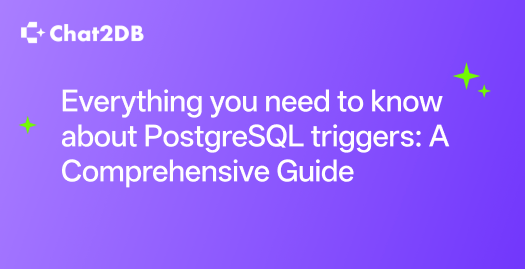 Chat2DB
Everything you need to know
about PostgreSQL triggers: A
Comprehensive Guide